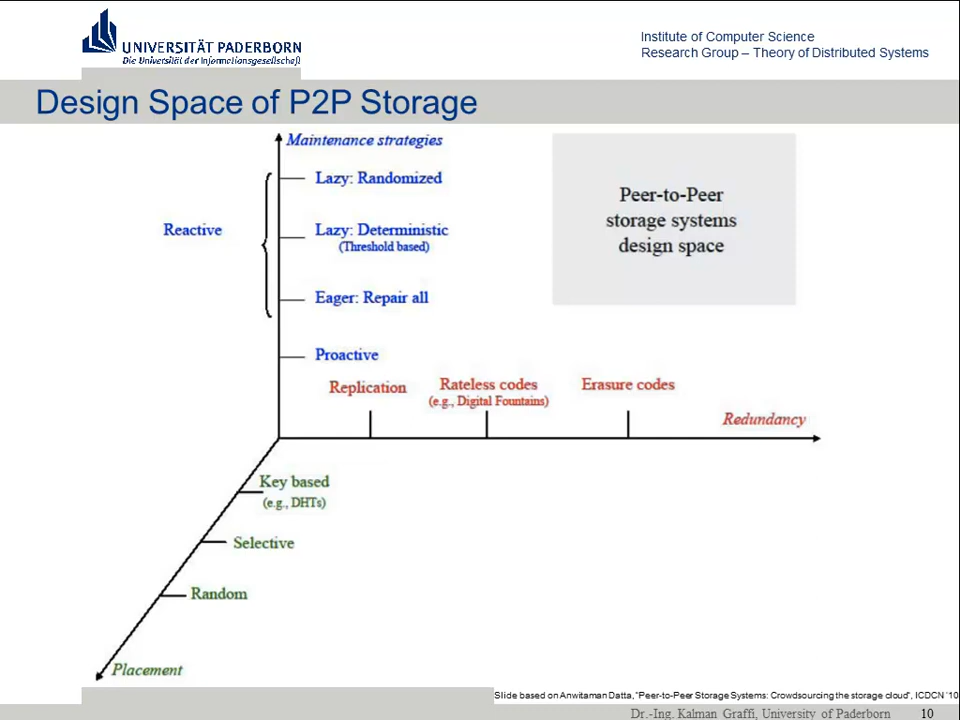 UNIVERSITÄT PADERBORN
Die Universität der Informationsgesellschaft
Institute of Computer Science
Research Group – Theory of Distributed Systems
Design Space of P2P Storage
Maintenance strategies
Lazy: Randomized
Reactive
Lazy: Deterministic
(Threshold based)
Eager: Repair all
Proactive
Peer-to-Peer
storage systems
design space
Replication
Rateless codes
(e.g., Digital Fountains)
Erasure codes
Redundancy
Key based
(e.g., DHTs)
Selective
Random
Placement
Slide based on Anwitaman Datta, "Peer-to-Peer Storage Systems: Crowdsourcing the storage cloud", ICDCN '10
Dr.-Ing. Kalman Graffi, University of Paderborn
10